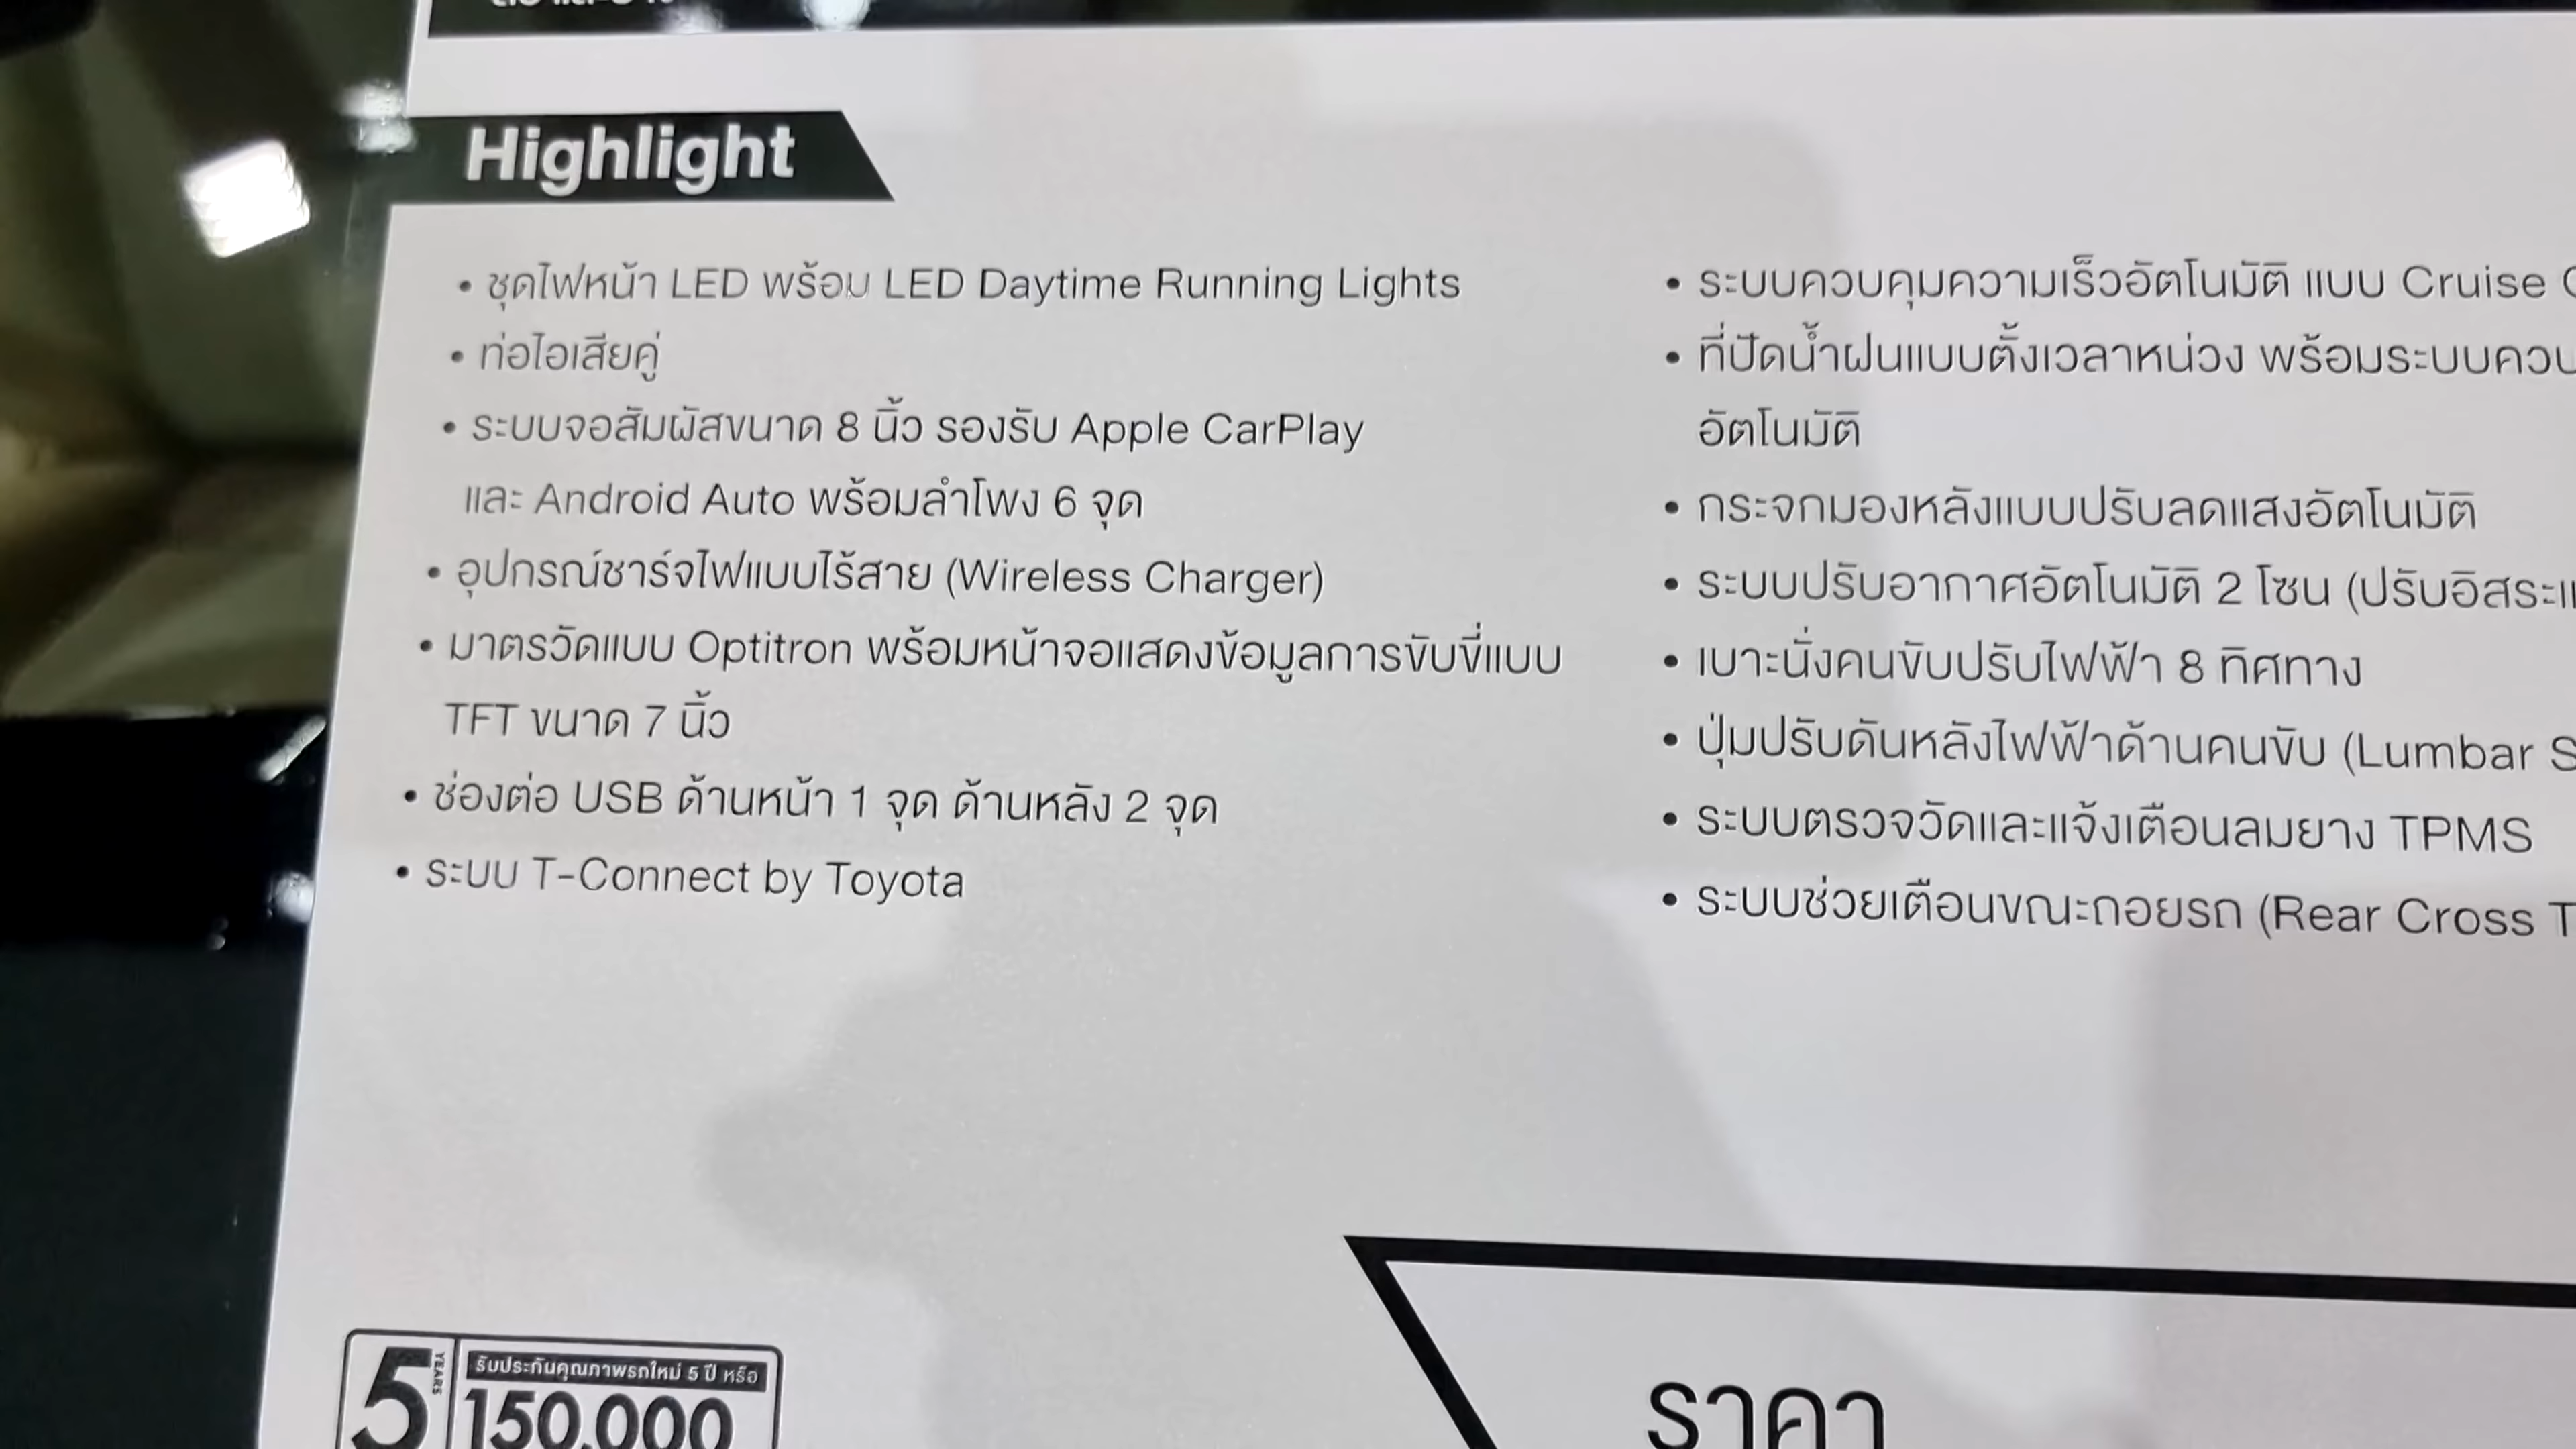 Highlight
• ชุดไฟหน้า LED พร้อม LED Daytime Running Lights
• ท่อไอเสียคู่
• ระบบจอสัมผัสขนาด 8 นิ้ว รองรับ Apple CarPlay
และ Android Auto พร้อมลำโพง 6 จุด
• อุปกรณ์ชาร์จไฟแบบไร้สาย (Wireless Charger)
• มาตรวัดแบบ Optitron พร้อมหน้าจอแสดงข้อมูลการขับขี่แบบ
TFT ขนาด 7 นิ้ว
• ช่องต่อ USB ด้านหน้า 1 จุด ด้านหลัง 2 จุด
• ระบบ T-Connect by Toyota
• ระบบควบคุมความเร็วอัตโนมัติ แบบ Cruise
• ที่ปัดน้ำฝนแบบตั้งเวลาหน่วง พร้อมระบบ
อัตโนมัติ
• กระจกมองหลังแบบปรับลดแสงอัตโนมัติ
• ระบบปรับอากาศอัตโนมัติ 2 โซน (ปรับอิสระ
• เบาะนั่งคนขับปรับไฟฟ้า 8 ทิศทาง
• ปุ่มปรับดันหลังไฟฟ้าด้านคนขับ (Lumbar
• ระบบตรวจวัดและแจ้งเตือนลมยาง TPMS
• ระบบช่วยเตือนขณะถอยรถ (Rear Cross
5 YEARS
รับประกันคุณภาพรถใหม่ 5 ปี หรือ
150,000
ราคา